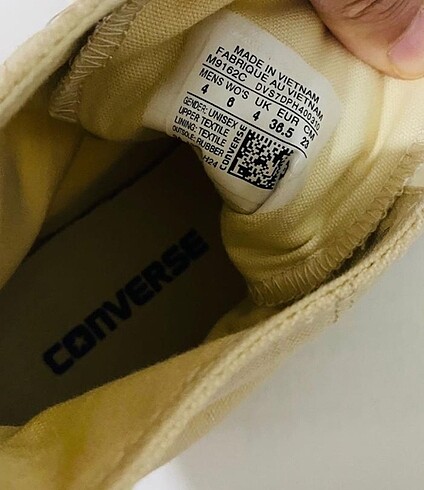 MADE IN VIETNAM
FABRIQUE AU VIETNAM
M9162C
MENS WO'S UK EUR CM
4 6 4 36.5 23
GENDER: UNISEX
UPPER: TEXTILE
LINING: TEXTILE
OUTSOLE: RUBBER
CONVERSE
CONVERSE